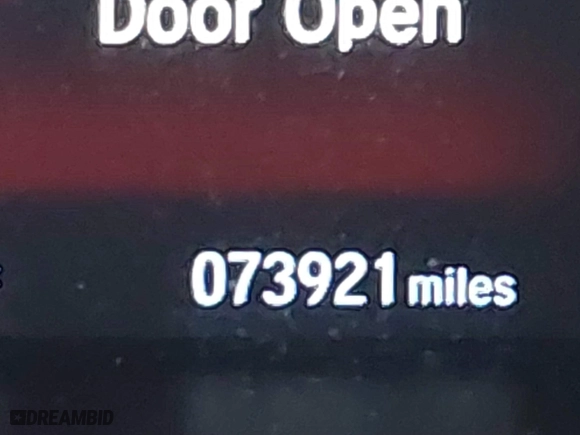 Door Open
073921 miles
DREAMBID